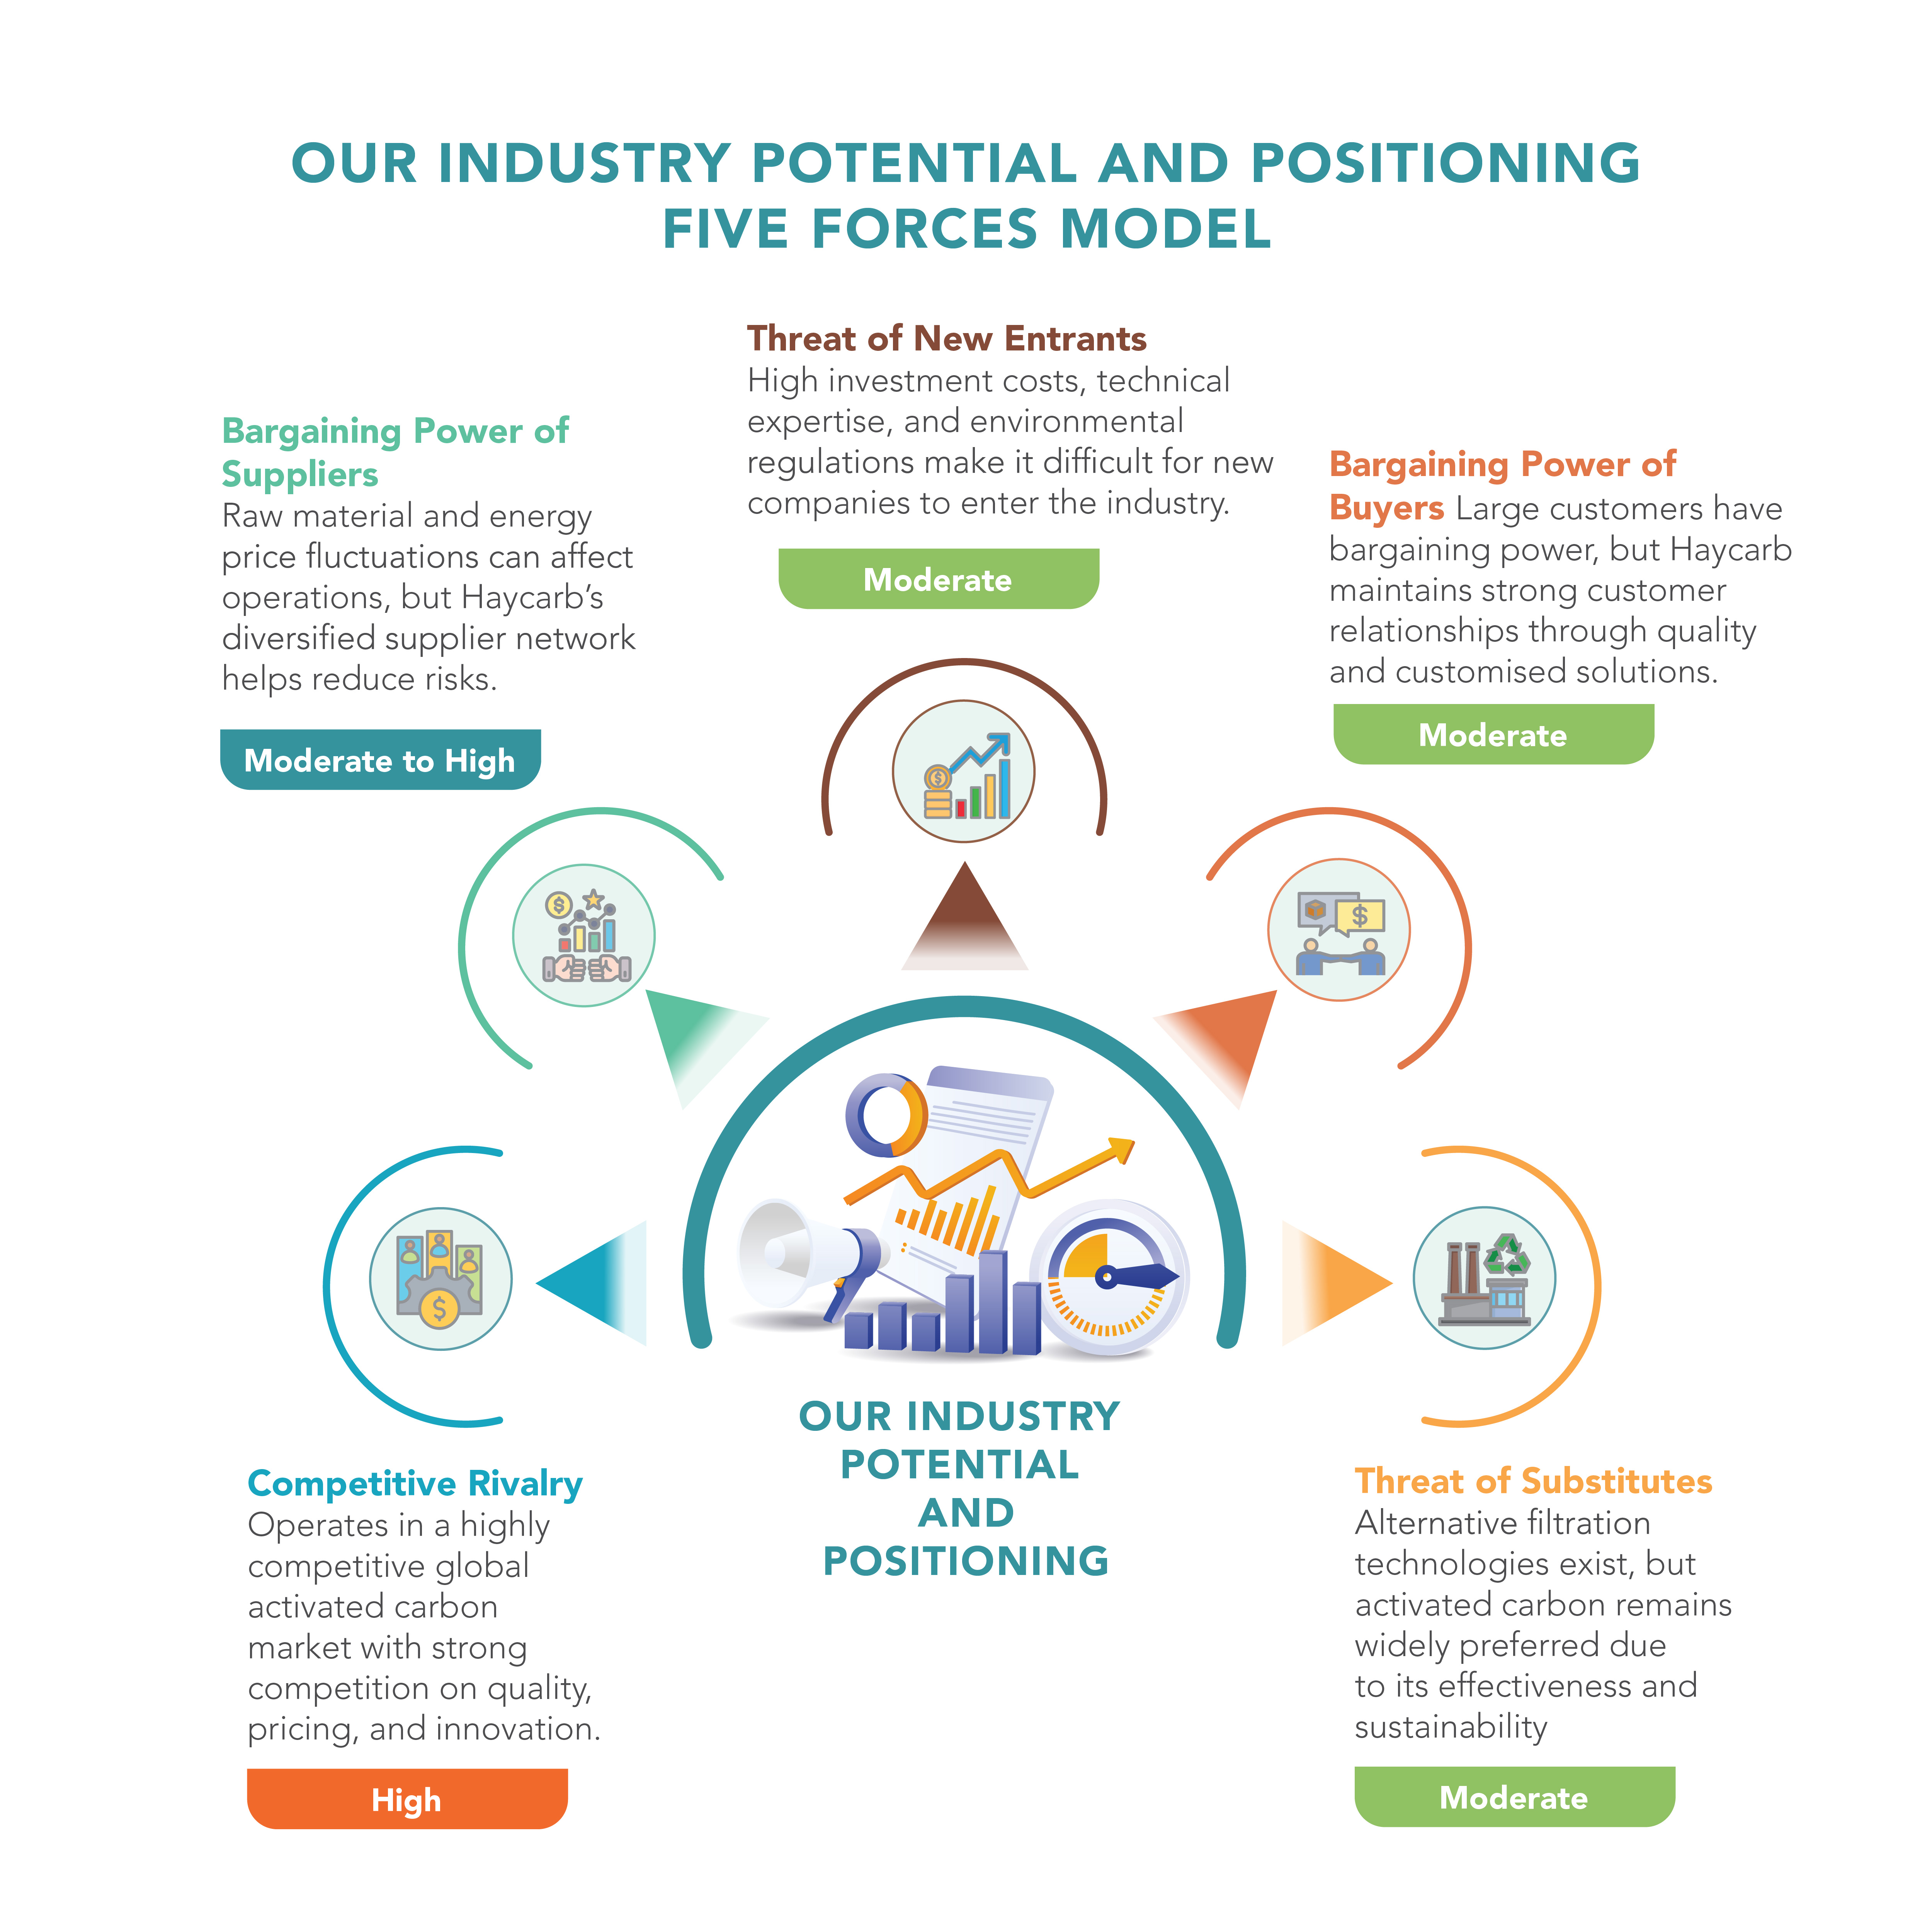 OUR INDUSTRY POTENTIAL AND POSITIONING
FIVE FORCES MODEL
Threat of New Entrants
High investment costs, technical
expertise, and environmental
regulations make it difficult for new
companies to enter the industry.
Moderate
Bargaining Power of
Suppliers
Raw material and energy
price fluctuations can affect
operations, but Haycarb’s
diversified supplier network
helps reduce risks.
Moderate to High
Bargaining Power of
Buyers Large customers have
bargaining power, but Haycarb
maintains strong customer
relationships through quality
and customised solutions.
Moderate
OUR INDUSTRY
POTENTIAL
AND
POSITIONING
Competitive Rivalry
Operates in a highly
competitive global
activated carbon
market with strong
competition on quality,
pricing, and innovation.
High
Threat of Substitutes
Alternative filtration
technologies exist, but
activated carbon remains
widely preferred due
to its effectiveness and
sustainability
Moderate